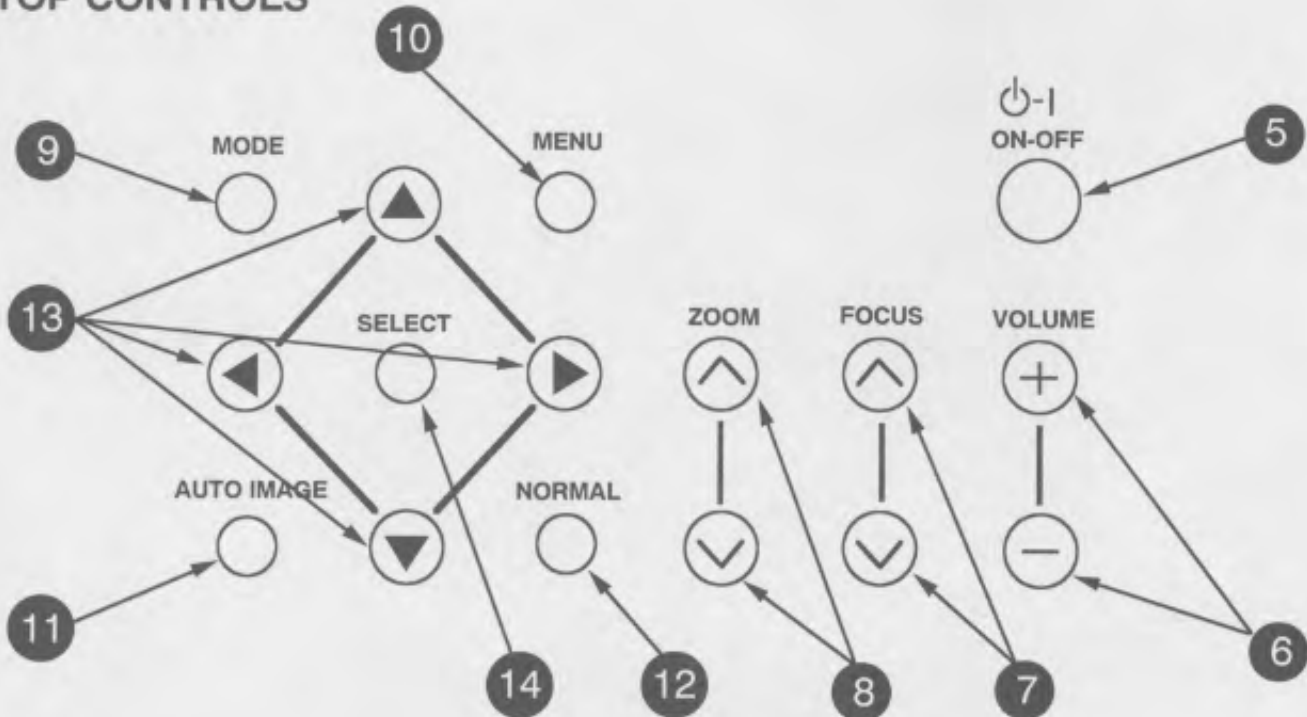 TOP CONTROLS
10
5
9
MODE
MENU
ON-OFF
13
SELECT
ZOOM
FOCUS
VOLUME
AUTO IMAGE
NORMAL
11
14
12
8
7
6